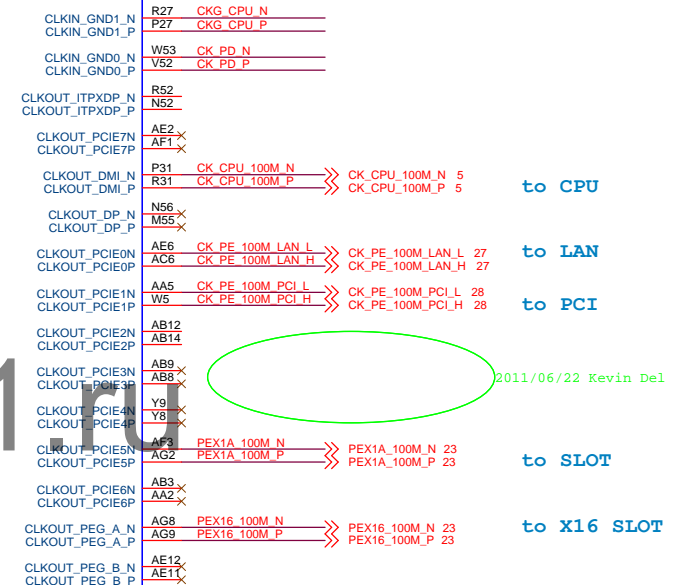 CLKIN_GND1_N R27 CKG_CPU_N
CLKIN_GND1_P P27 CKG_CPU_P
CLKIN_GND0_N W53 CK_PD_N
CLKIN_GND0_P V52 CK_PD_P
CLKOUT_ITPXDP_N R52
CLKOUT_ITPXDP_P N52
CLKOUT_PCIE7N AE2
CLKOUT_PCIE7P AF1
CLKOUT_DMI_N P31 CK_CPU_100M_N CK_CPU_100M_N 5
CLKOUT_DMI_P R31 CK_CPU_100M_P CK_CPU_100M_P 5 to CPU
CLKOUT_DP_N N56
CLKOUT_DP_P M55
CLKOUT_PCIE0N AE6 CK_PE_100M_LAN_L CK_PE_100M_LAN_L 27 to LAN
CLKOUT_PCIE0P AC6 CK_PE_100M_LAN_H CK_PE_100M_LAN_H 27
CLKOUT_PCIE1N AA5 CK_PE_100M_PCI_L CK_PE_100M_PCI_L 28
CLKOUT_PCIE1P W5 CK_PE_100M_PCI_H CK_PE_100M_PCI_H 28 to PCI
CLKOUT_PCIE2N AB12
CLKOUT_PCIE2P AB14
CLKOUT_PCIE3N AB9
CLKOUT_PCIE3P AB8 2011/06/22 Kevin Del
CLKOUT_PCIE4N Y9
CLKOUT_PCIE4P Y8
1.ru
CLKOUT_PCIE5N AF3 PEX1A_100M_N PEX1A_100M_N 23
CLKOUT_PCIE5P AG2 PEX1A_100M_P PEX1A_100M_P 23 to SLOT
CLKOUT_PCIE6N AB3
CLKOUT_PCIE6P AA2
CLKOUT_PEG_A_N AG8 PEX16_100M_N PEX16_100M_N 23 to X16 SLOT
CLKOUT_PEG_A_P AG9 PEX16_100M_P PEX16_100M_P 23
CLKOUT_PEG_B_N AE12
CLKOUT_PEG_B_P AE11